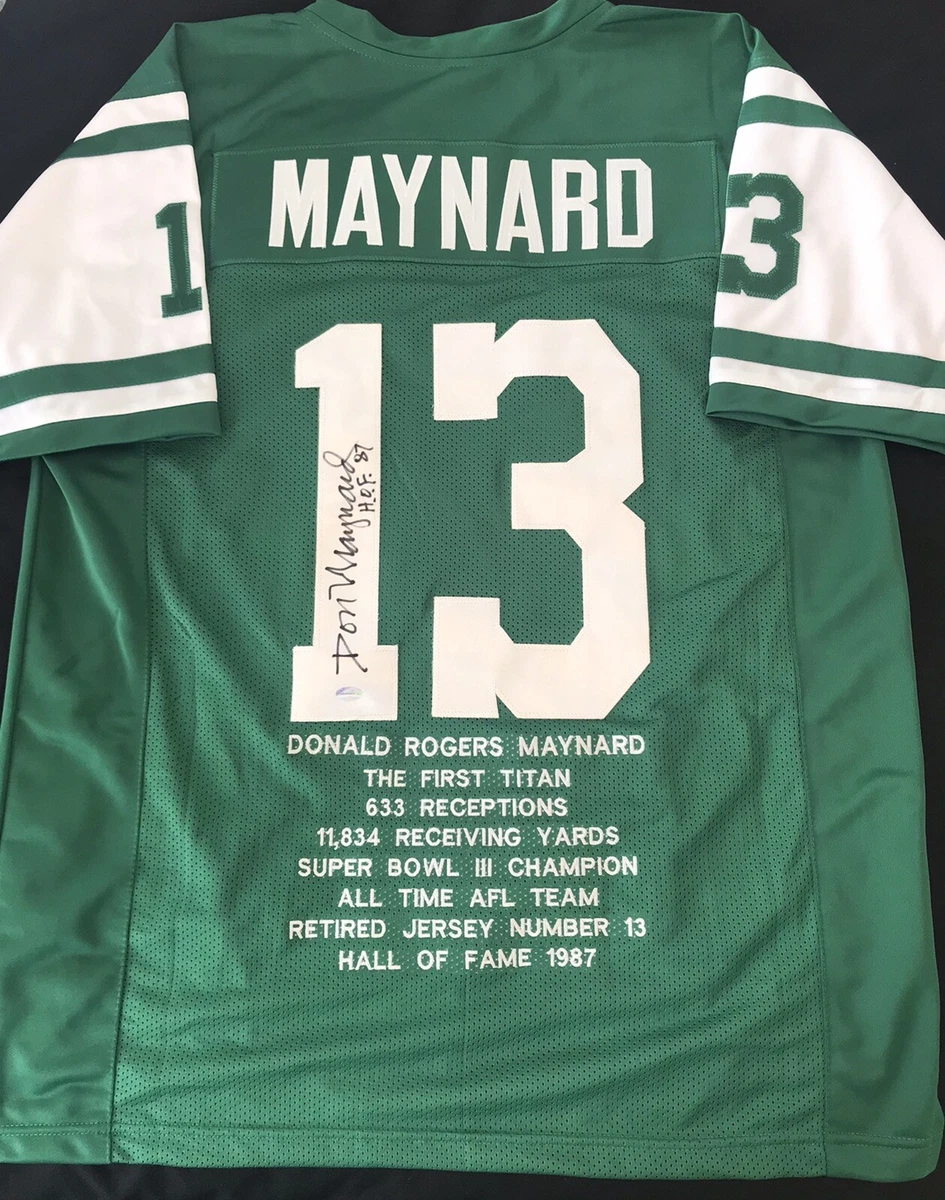 MAYNARD
1
3
13
Don Maynard
H.O.F. 87
DONALD ROGERS MAYNARD
THE FIRST TITAN
633 RECEPTIONS
11,834 RECEIVING YARDS
SUPER BOWL III CHAMPION
ALL TIME AFL TEAM
RETIRED JERSEY NUMBER 13
HALL OF FAME 1987